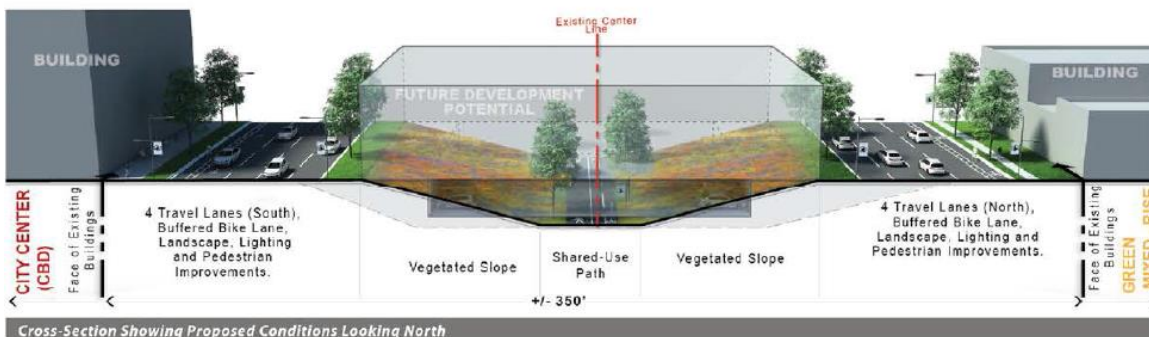 Existing Center
Line
BUILDING
BUILDING
FUTURE DEVELOPMENT
POTENTIAL
CITY CENTER
(CBD)
Face of Existing
Buildings
4 Travel Lanes (South),
Buffered Bike Lane,
Landscape, Lighting
and Pedestrian
Improvements.
Vegetated Slope
Shared-Use
Path
Vegetated Slope
4 Travel Lanes (North),
Buffered Bike Lane,
Landscape, Lighting and
Pedestrian Improvements.
Face of Existing
Buildings
GREEN
MIXED RISE
+/- 350'
Cross-Section Showing Proposed Conditions Looking North